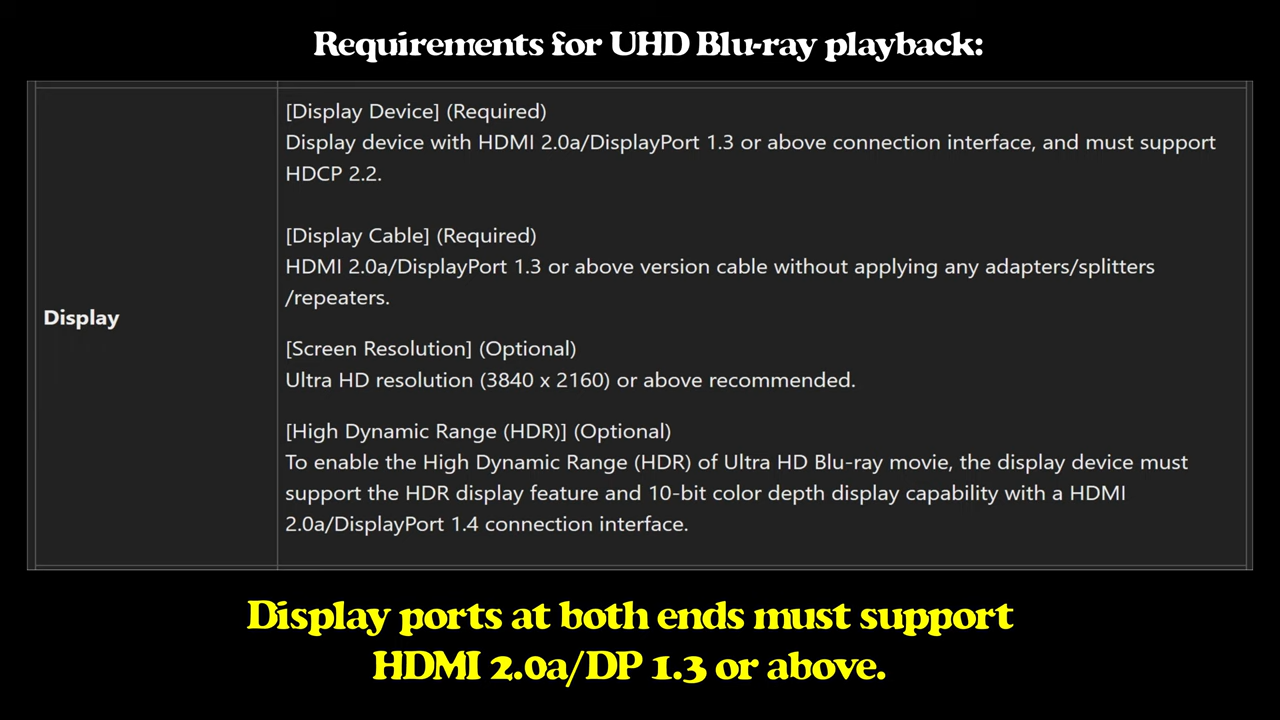 Requirements for UHD Blu-ray playback:
[Display Device] (Required)
Display device with HDMI 2.0a/DisplayPort 1.3 or above connection interface, and must support
HDCP 2.2.
[Display Cable] (Required)
HDMI 2.0a/DisplayPort 1.3 or above version cable without applying any adapters/splitters
/repeaters.
Display
[Screen Resolution] (Optional)
Ultra HD resolution (3840 x 2160) or above recommended.
[High Dynamic Range (HDR)] (Optional)
To enable the High Dynamic Range (HDR) of Ultra HD Blu-ray movie, the display device must
support the HDR display feature and 10-bit color depth display capability with a HDMI
2.0a/DisplayPort 1.4 connection interface.
Display ports at both ends must support
HDMI 2.0a/DP 1.3 or above.